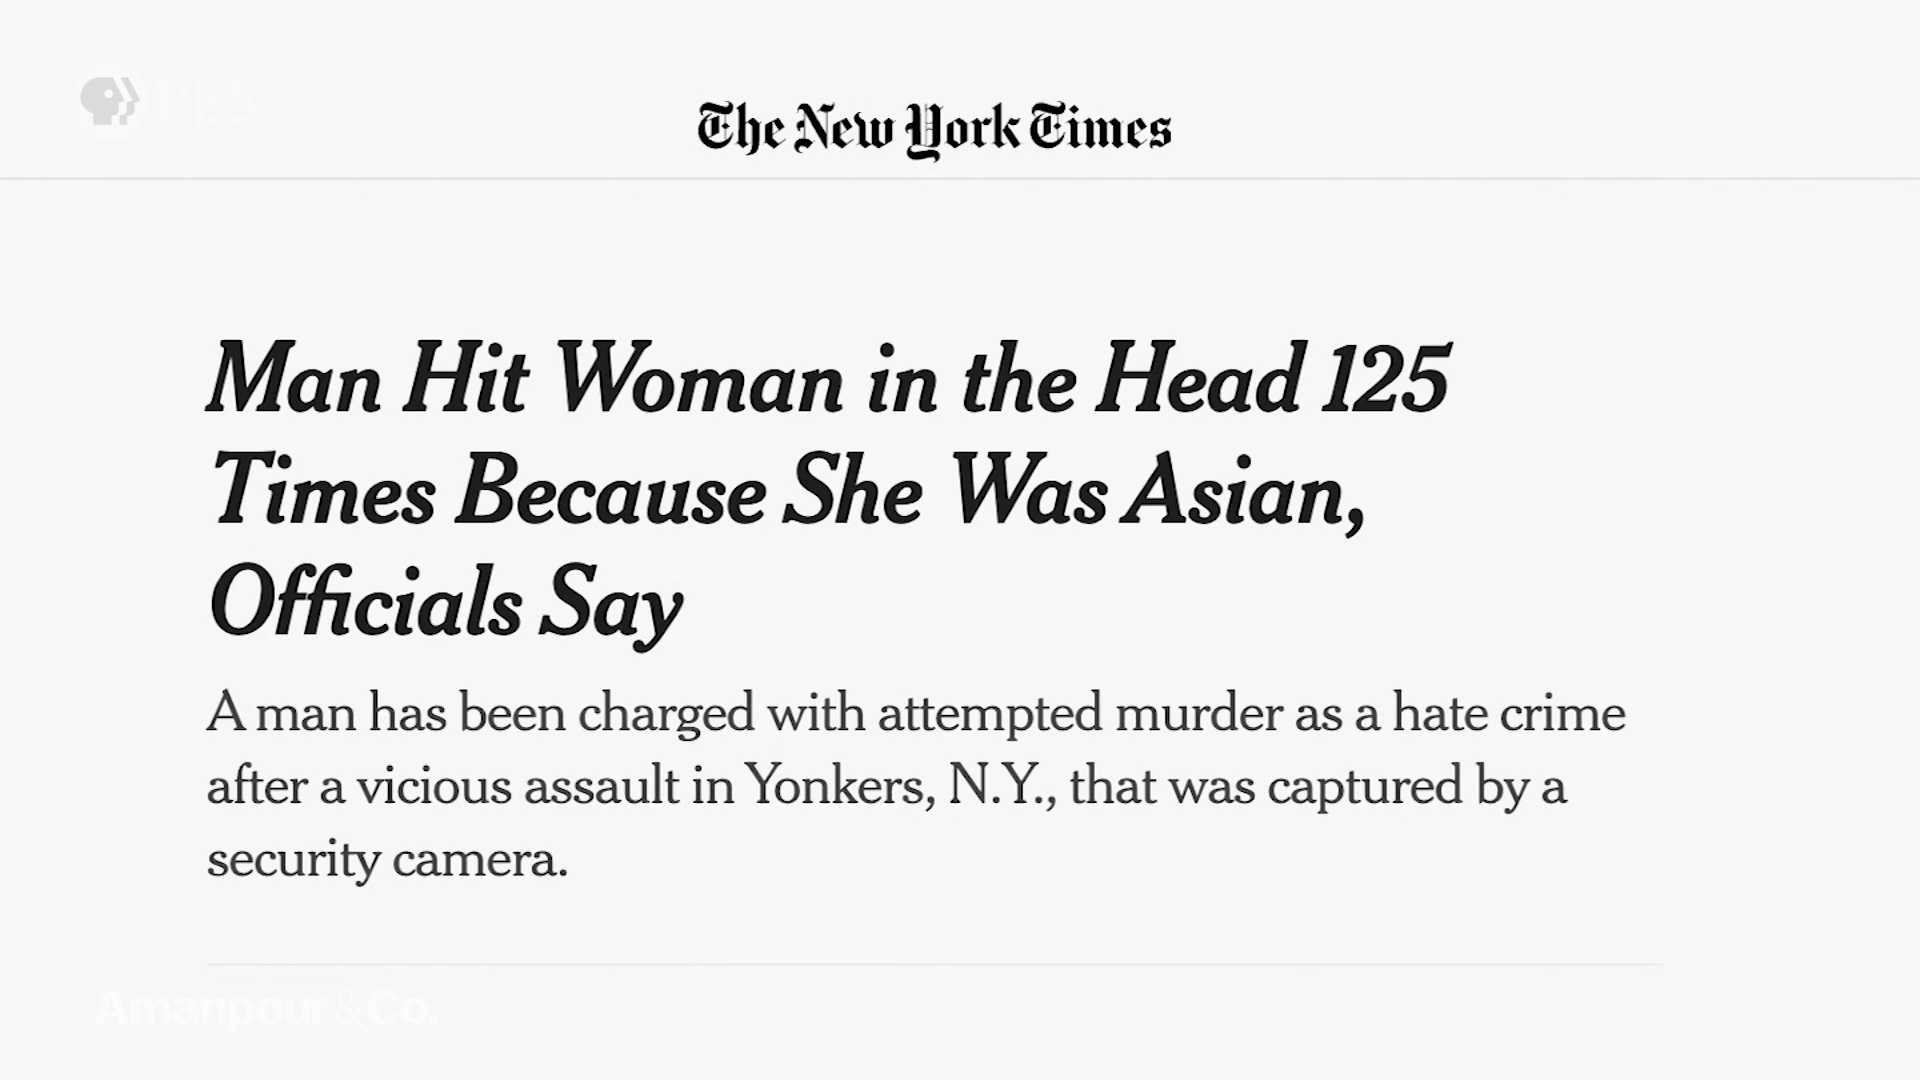 PBS
The New York Times
Man Hit Woman in the Head 125
Times Because She Was Asian,
Officials Say
A man has been charged with attempted murder as a hate crime
after a vicious assault in Yonkers, N.Y., that was captured by a
security camera.
Amanpour&Co.